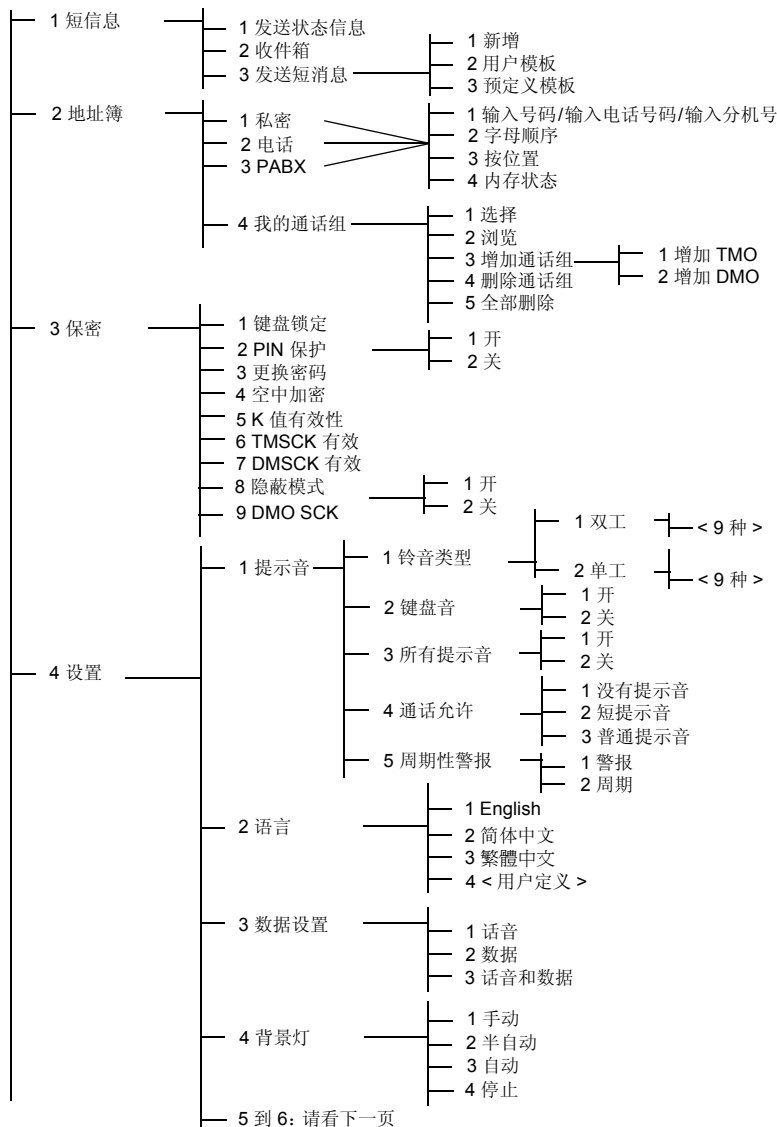 1 短信息
1 发送状态信息
2 收件箱
3 发送短消息
1 新增
2 用户模板
3 预定义模板
2 地址簿
1 私密
2 电话
3 PABX
1 输入号码/输入电话号码/输入分机号
2 字母顺序
3 按位置
4 内存状态
4 我的通话组
1 选择
2 浏览
3 增加通话组
4 删除通话组
5 全部删除
1 增加 TMO
2 增加 DMO
3 保密
1 键盘锁定
2 PIN 保护
3 更换密码
4 空中加密
5 K 值有效性
6 TMSCK 有效
7 DMSCK 有效
8 隐蔽模式
9 DMO SCK
1 开
2 关
1 开
2 关
4 设置
1 提示音
1 铃音类型
1 双工
< 9 种 >
2 单工
< 9 种 >
2 键盘音
1 开
2 关
3 所有提示音
1 开
2 关
4 通话允许
1 没有提示音
2 短提示音
3 普通提示音
5 周期性警报
1 警报
2 周期
2 语言
1 English
2 简体中文
3 繁體中文
4 < 用户定义 >
3 数据设置
1 话音
2 数据
3 话音和数据
4 背景灯
1 手动
2 半自动
3 自动
4 停止
5 到 6: 请看下一页